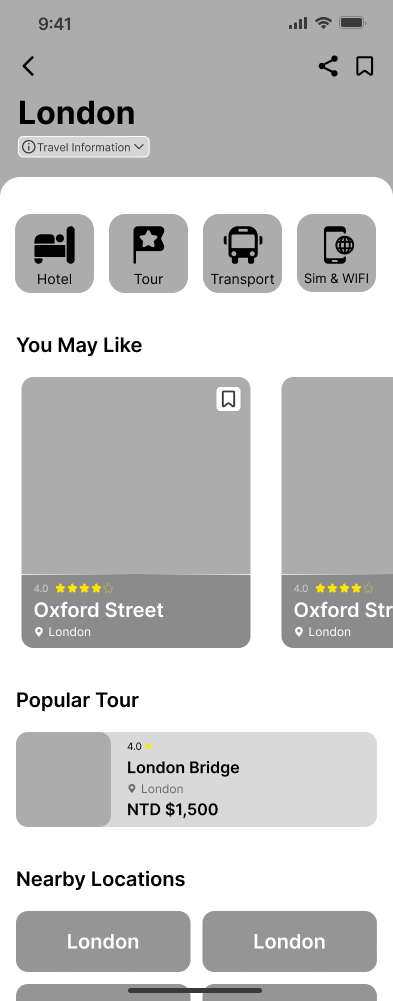 9:41
London
Travel Information
Hotel
Tour
Transport
Sim & WIFI
You May Like
4.0
Oxford Street
London
4.0
Oxford Str
London
Popular Tour
4.0
London Bridge
London
NTD $1,500
Nearby Locations
London
London